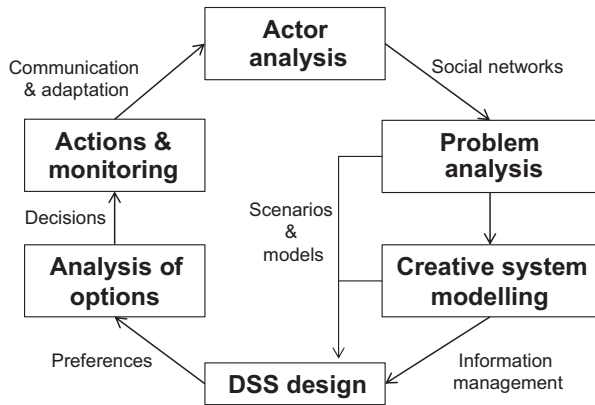 Actor
analysis
Communication
& adaptation
Social networks
Actions &
monitoring
Problem
analysis
Scenarios
&
models
Decisions
Analysis of
options
Creative system
modelling
Preferences
DSS design
Information
management